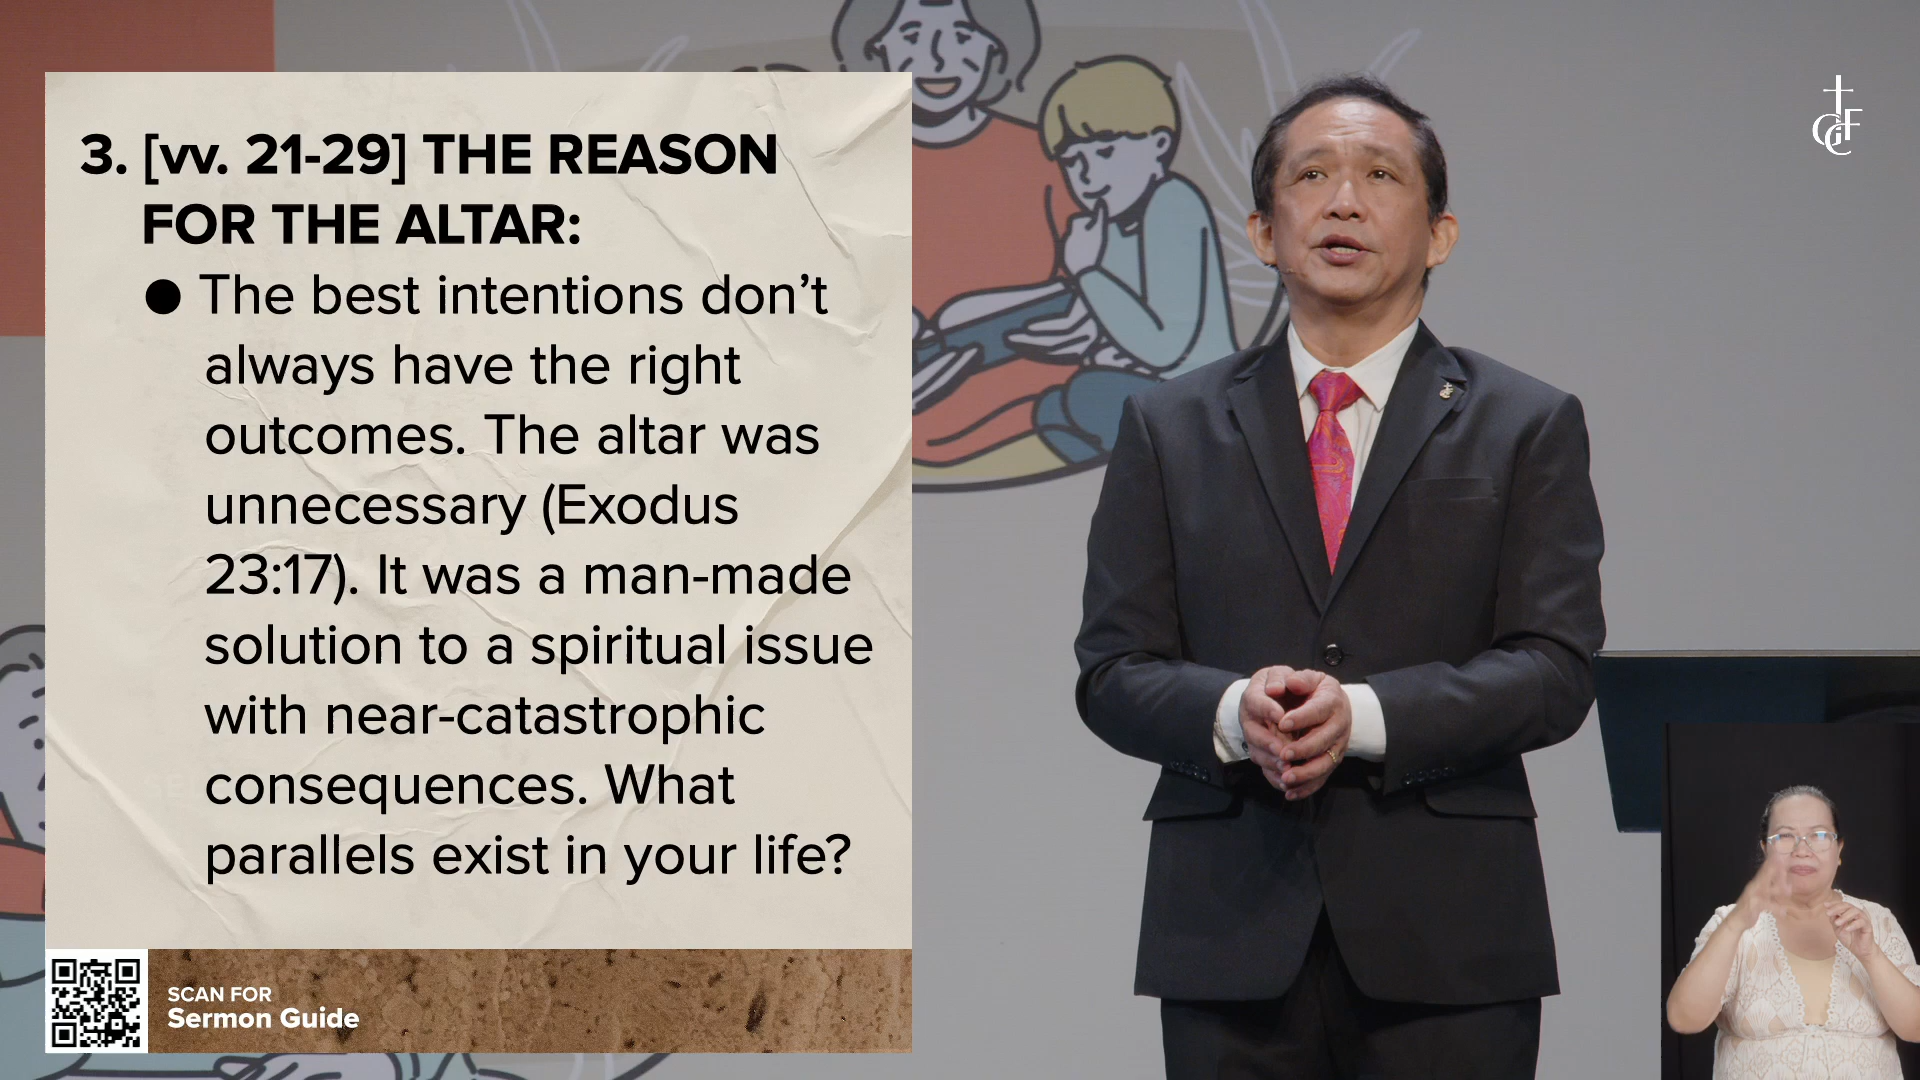 3. [vv. 21-29] THE REASON
FOR THE ALTAR:
● The best intentions don’t
always have the right
outcomes. The altar was
unnecessary (Exodus
23:17). It was a man-made
solution to a spiritual issue
with near-catastrophic
consequences. What
parallels exist in your life?
SCAN FOR
Sermon Guide